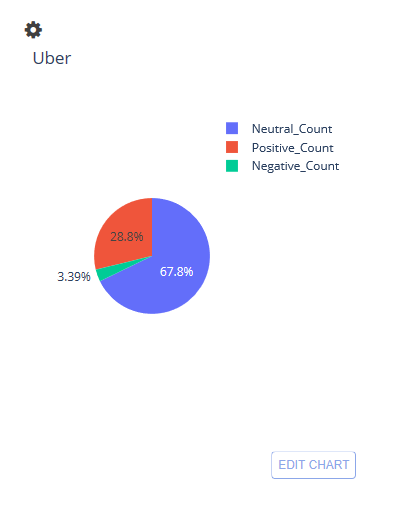 Uber
Neutral_Count
Positive_Count
Negative_Count
28.8%
67.8%
3.39%
EDIT CHART